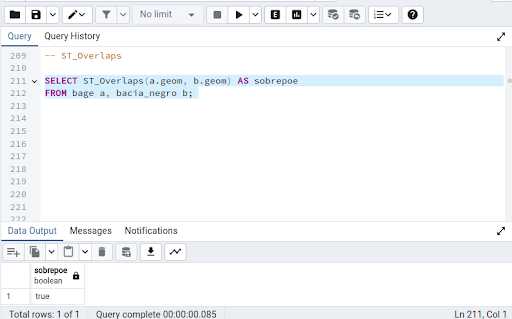 No limit
Query Query History
209 -- ST_Overlaps
210
211 SELECT ST_Overlaps(a.geom, b.geom) AS sobrepoe
212 FROM bage a, bacia_negro b;
213
214
215
216
217
218
219
220
221
222
Data Output Messages Notifications
sobrepoe
boolean
1 true
Total rows: 1 of 1 Query complete 00:00:00.085 Ln 211, Col 1